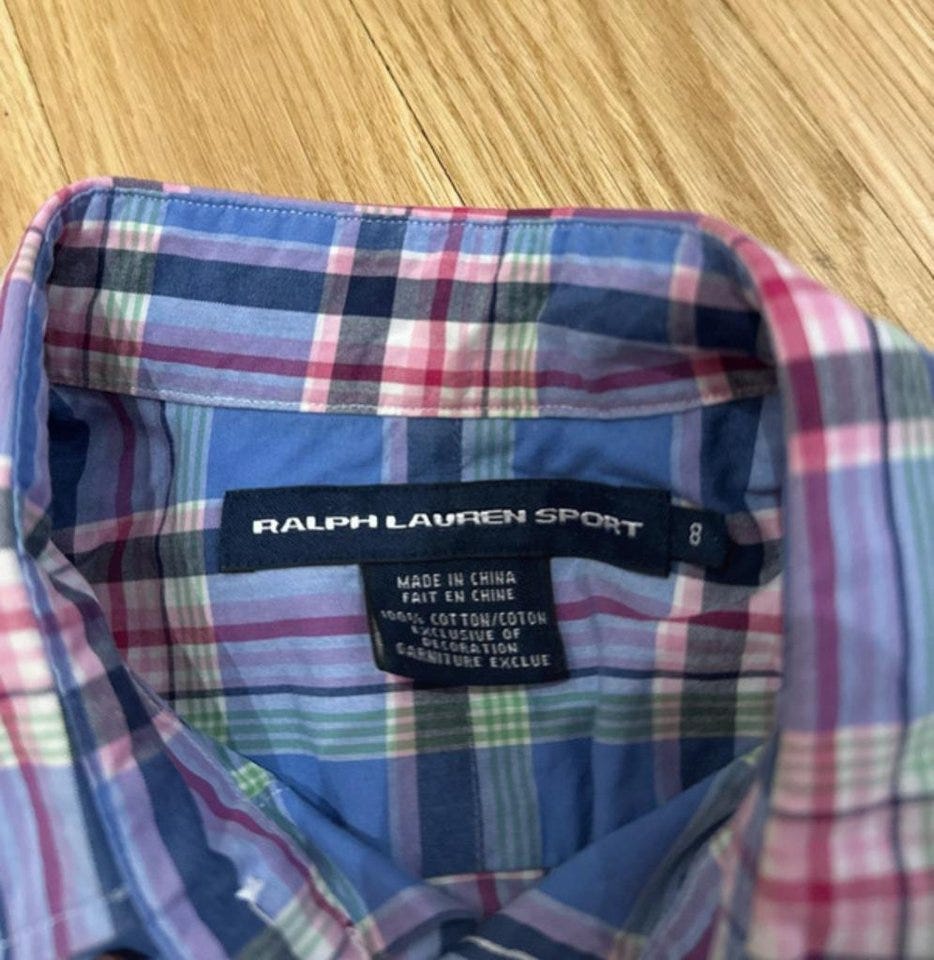 RALPH LAUREN SPORT 8
MADE IN CHINA
FAIT EN CHINE
100% COTTON/COTON
EXCLUSIVE OF
DECORATION
GARNITURE EXCLUE